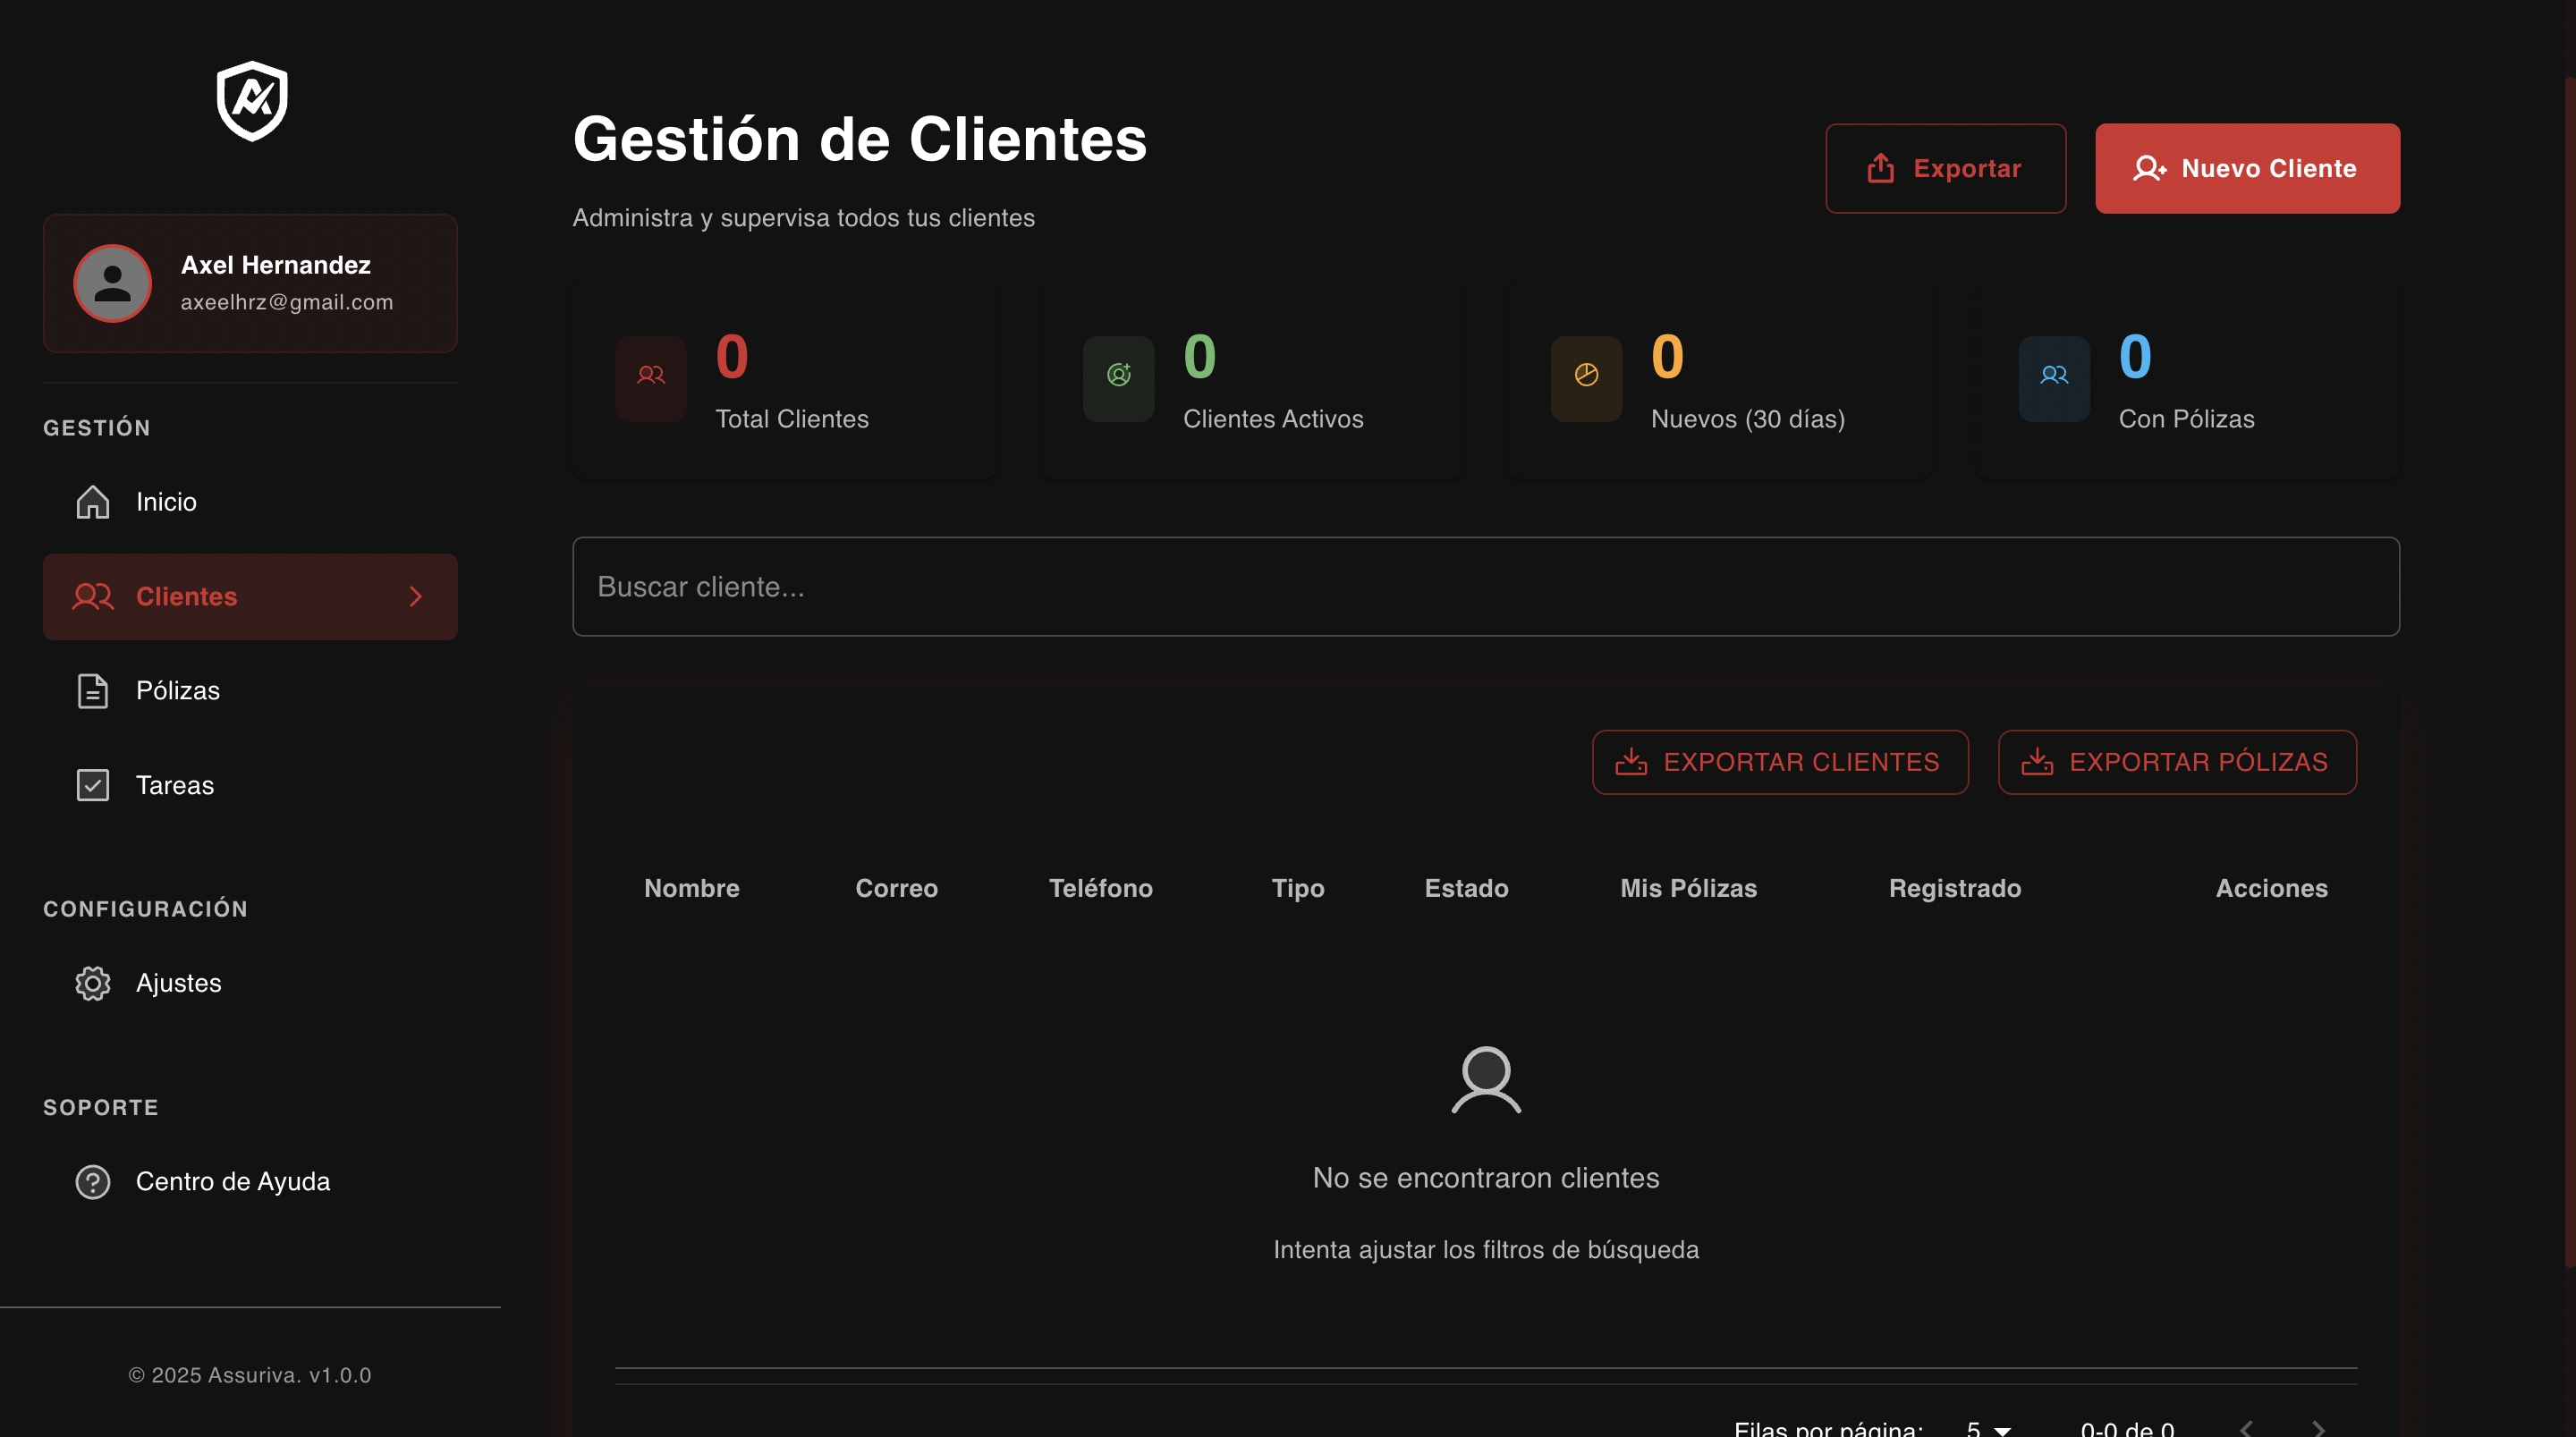 Axel Hernandez
axeelhrz@gmail.com
GESTIÓN
Inicio
Clientes
Pólizas
Tareas
CONFIGURACIÓN
Ajustes
SOPORTE
Centro de Ayuda
© 2025 Assuriva. v1.0.0
Gestión de Clientes
Administra y supervisa todos tus clientes
Exportar
Nuevo Cliente
0
Total Clientes
0
Clientes Activos
0
Nuevos (30 días)
0
Con Pólizas
Buscar cliente...
EXPORTAR CLIENTES
EXPORTAR PÓLIZAS
Nombre Correo Teléfono Tipo Estado Mis Pólizas Registrado Acciones
No se encontraron clientes
Intenta ajustar los filtros de búsqueda
Filas por página: 5 0-0 de 0